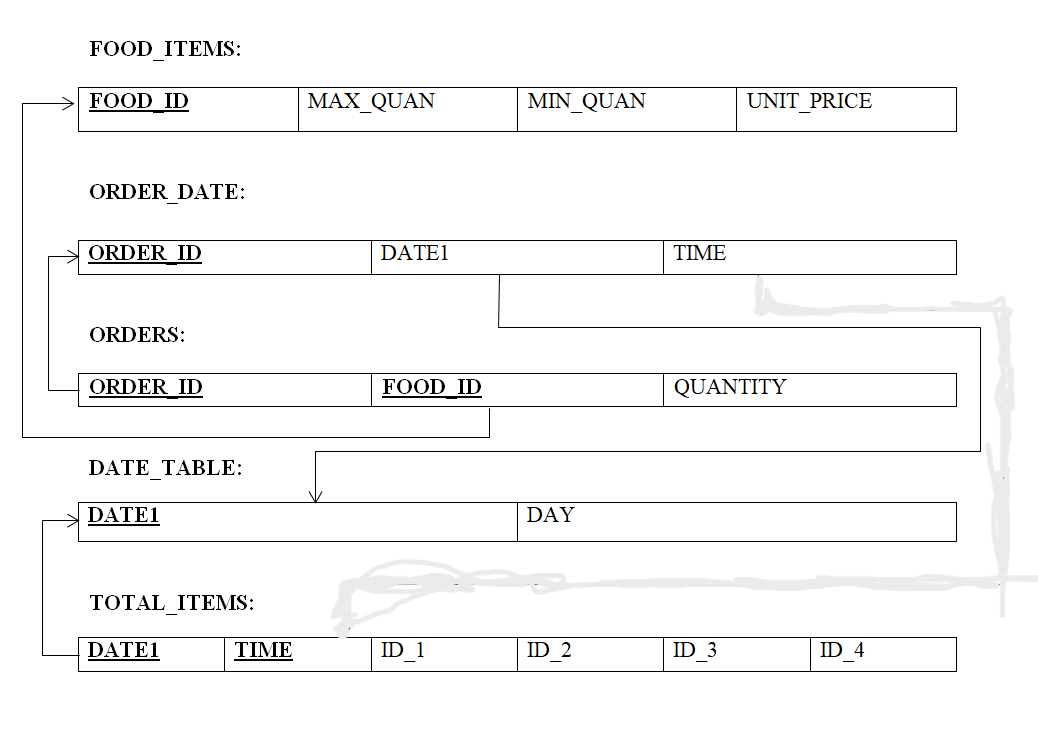 FOOD_ITEMS:
FOOD_ID MAX_QUAN MIN_QUAN UNIT_PRICE
ORDER_DATE:
ORDER_ID DATE1 TIME
ORDERS:
ORDER_ID FOOD_ID QUANTITY
DATE_TABLE:
DATE1 DAY
TOTAL_ITEMS:
DATE1 TIME ID_1 ID_2 ID_3 ID_4